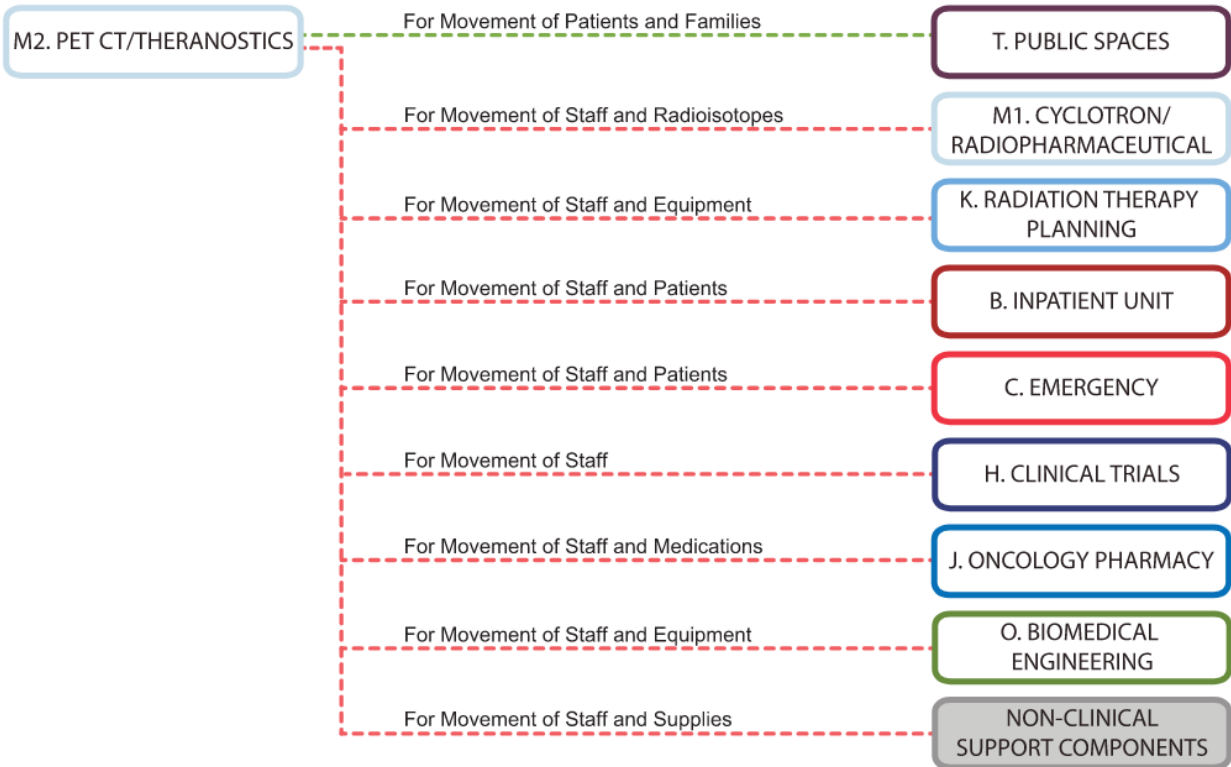 M2. PET CT/THERANOSTICS
For Movement of Patients and Families
T. PUBLIC SPACES
For Movement of Staff and Radioisotopes
M1. CYCLOTRON/
RADIOPHARMACEUTICAL
For Movement of Staff and Equipment
K. RADIATION THERAPY
PLANNING
For Movement of Staff and Patients
B. INPATIENT UNIT
For Movement of Staff and Patients
C. EMERGENCY
For Movement of Staff
H. CLINICAL TRIALS
For Movement of Staff and Medications
J. ONCOLOGY PHARMACY
For Movement of Staff and Equipment
O. BIOMEDICAL
ENGINEERING
For Movement of Staff and Supplies
NON-CLINICAL
SUPPORT COMPONENTS